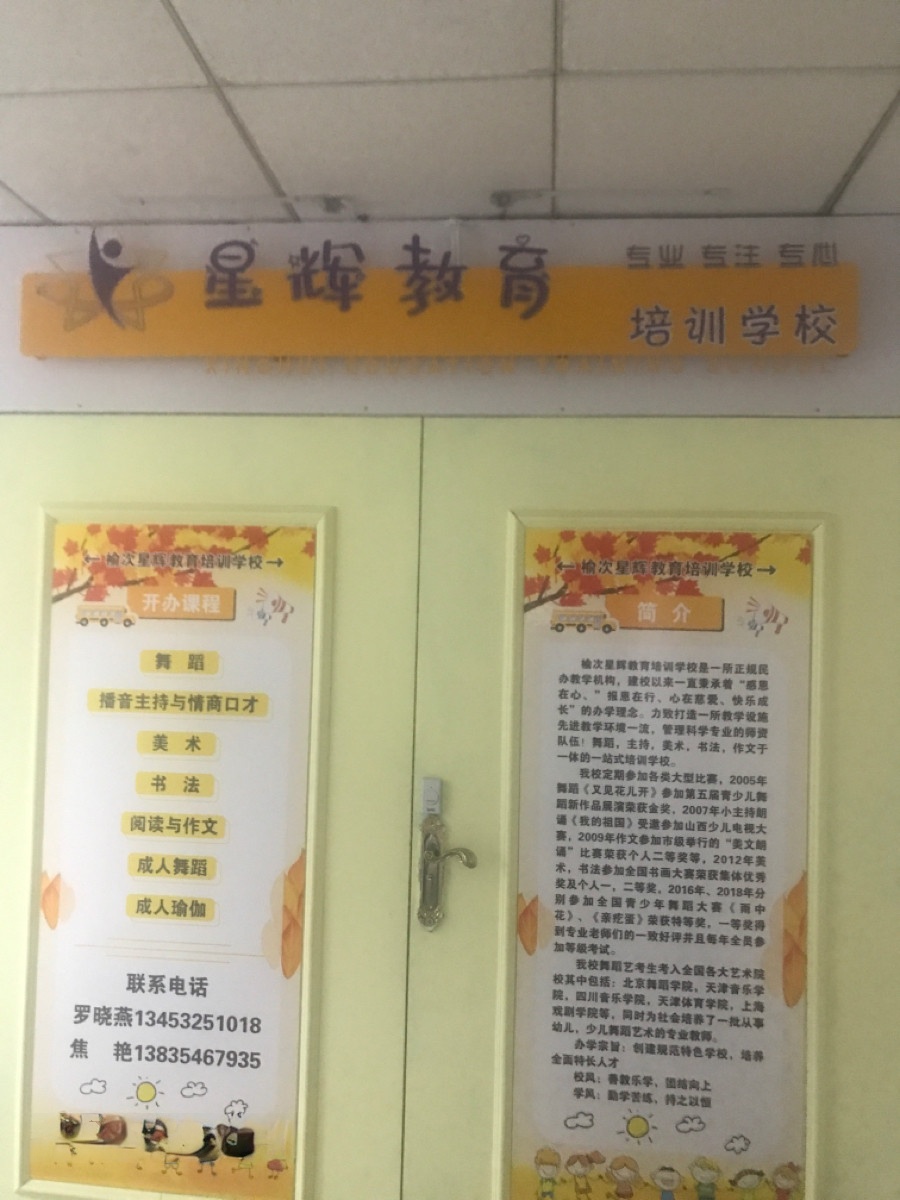 星辉教育
专业 专注 专心
培训学校
XINGHUI EDUCATION TRAINING SCHOOL
←榆次星辉教育培训学校→
开办课程
舞 蹈
播音主持与情商口才
美 术
书 法
阅读与作文
成人舞蹈
成人瑜伽
联系电话
罗晓燕13453251018
焦 艳13835467935
←榆次星辉教育培训学校→
简 介
榆次星辉教育培训学校是一所正规民
办教学机构，建校以来一直秉承着“感恩
在心、”报恩在行、心在慈爱、快乐成
长”的办学理念。力致打造一所教学设施
先进教学环境一流，管理科学专业的师资
队伍！舞蹈，主持，美术，书法，作文于
一体的一站式培训学校。
我校定期参加各类大型比赛，2005年
舞蹈《又见花儿开》参加第五届青少儿舞
蹈新作品展演荣获金奖，2007年小主持朗
诵《我的祖国》受邀参加山西少儿电视大
赛，2009年作文参加市级举行的“美文朗
诵”比赛荣获个人二等奖等，2012年美
术，书法参加全国书画大赛荣获集体优秀
奖及个人一，二等奖，2016年、2018年分
别参加全国青少年舞蹈大赛《雨中
花》、《亲疙蛋》荣获特等奖，一等奖得
到专业老师们的一致好评并且每年全员参
加等级考试。
我校舞蹈艺考生考入全国各大艺术院
校其中包括：北京舞蹈学院，天津音乐学
院，四川音乐学院，天津体育学院，上海
戏剧学院等，同时为社会培养了一批从事
幼儿，少儿舞蹈艺术的专业教师。
办学宗旨：创建规范特色学校，培养
全面特长人才
校风：善教乐学、团结向上
学风：勤学苦练、持之以恒